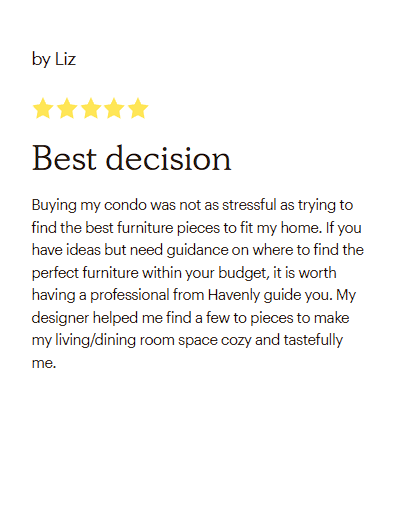 by Liz
Best decision
Buying my condo was not as stressful as trying to
find the best furniture pieces to fit my home. If you
have ideas but need guidance on where to find the
perfect furniture within your budget, it is worth
having a professional from Havenly guide you. My
designer helped me find a few to pieces to make
my living/dining room space cozy and tastefully
me.